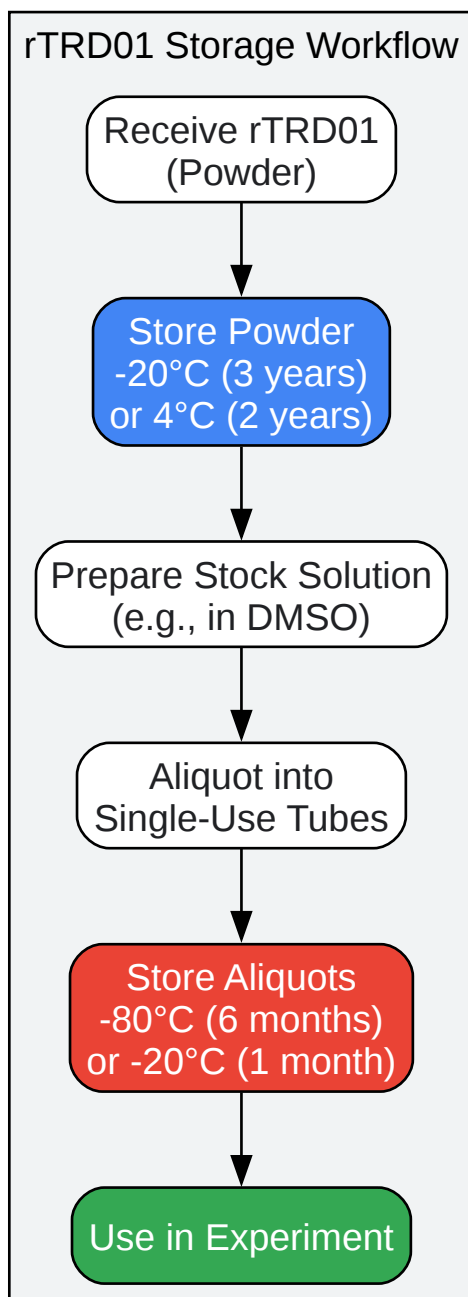 rTRD01 Storage Workflow
Receive rTRD01
(Powder)
Store Powder
-20°C (3 years)
or 4°C (2 years)
Prepare Stock Solution
(e.g., in DMSO)
Aliquot into
Single-Use Tubes
Store Aliquots
-80°C (6 months)
or -20°C (1 month)
Use in Experiment